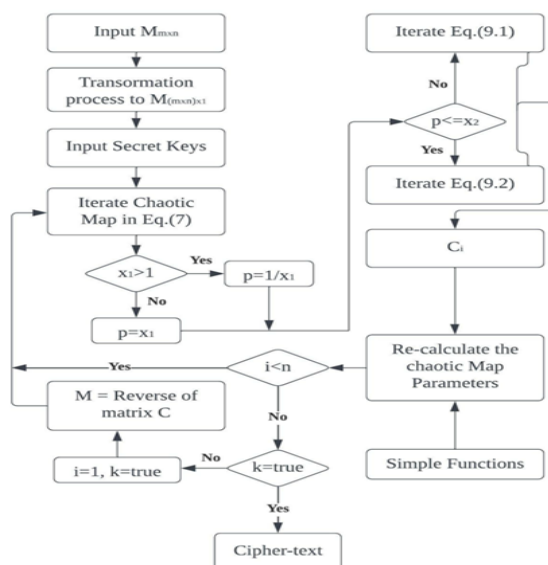 Input Mmxn
Transormation
process to M(mxn)x1
Input Secret Keys
Iterate Chaotic
Map in Eq.(7)
x1>1
Yes
p=1/x1
No
p=x1
Iterate Eq.(9.1)
No
p<=x2
Yes
Iterate Eq.(9.2)
Ci
Re-calculate the
chaotic Map
Parameters
Simple Functions
i<n
Yes
No
M = Reverse of
matrix C
i=1, k=true
No
k=true
Yes
Cipher-text